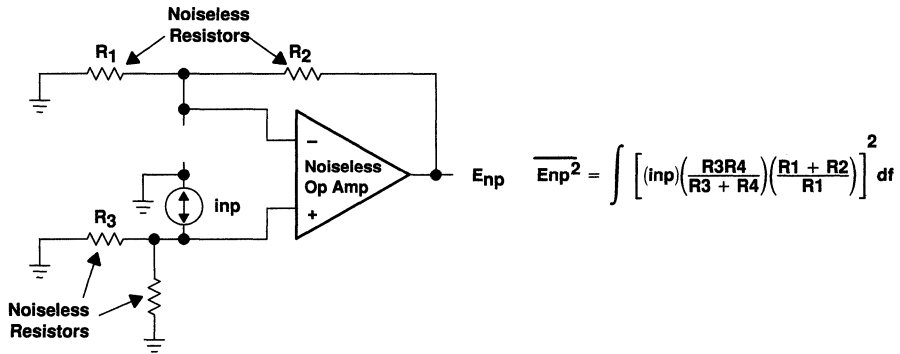 Noiseless
Resistors
R1
R2
−
Noiseless
Op Amp
+
inp
Enp
Enp² = ∫ [(inp)(R3R4/R3 + R4)(R1 + R2/R1)]² df
R3
Noiseless
Resistors